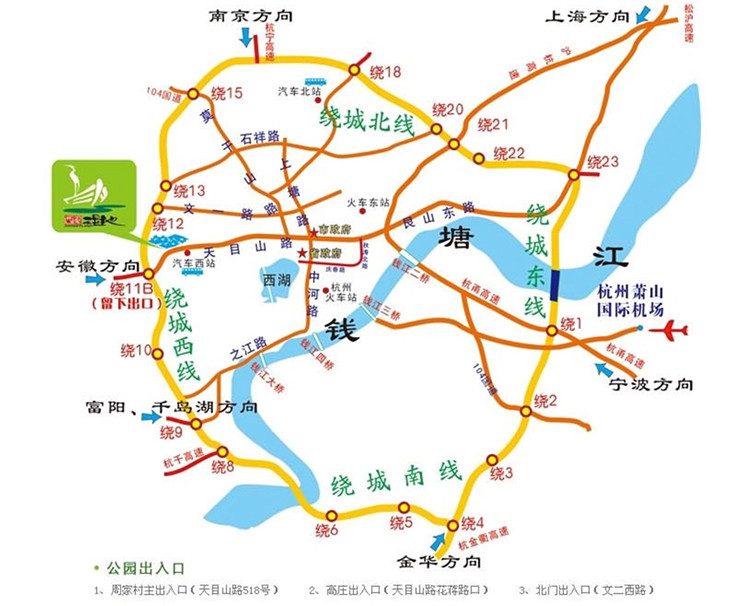 南京方向
上海方向
松沪高速
杭宁高速
沪杭高速
绕18
104国道
绕15
汽车北站
绕城北线
绕20
绕21
莫干山路
石祥路
上塘路
绕22
绕23
绕13
绕12
文一路
火车东站
艮山东路
绕城东线
市政府
省政府
天目山路
秋涛北路
庆春路
塘
江
汽车西站
安徽方向
绕11B
(留下出口)
西湖
中河路
杭州
火车站
钱江二桥
杭甬高速
杭州萧山
国际机场
钱江三桥
绕城西线
钱
绕1
绕10
之江路
钱江四桥
钱江大桥
杭甬高速
宁波方向
104国道
富阳、千岛湖方向
绕2
绕9
绕8
杭千高速
绕城南线
绕3
绕6
绕5
绕4
杭金衢高速
金华方向
• 公园出入口
1、周家村主出入口(天目山路518号)
2、高庄出入口(天目山路花蒋路口)
3、北门出入口(文二西路)